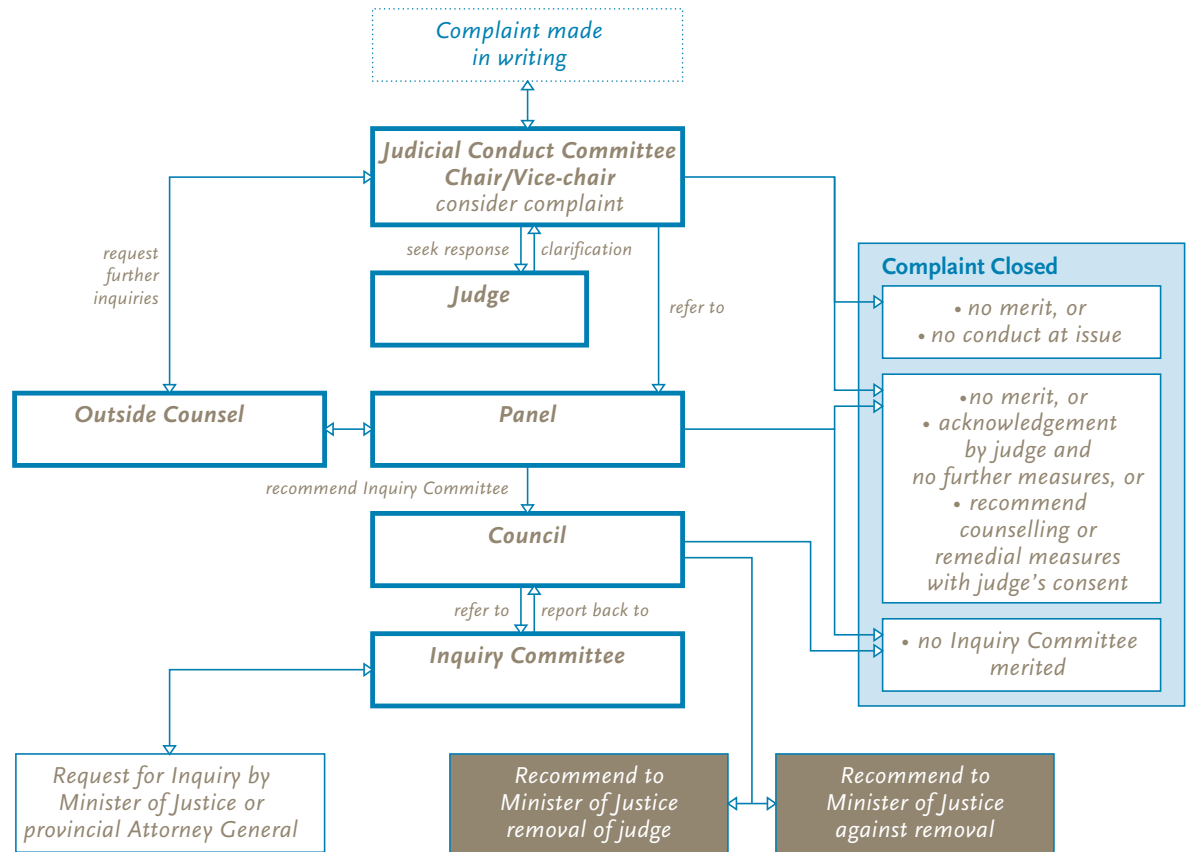 Complaint made
in writing
Judicial Conduct Committee
Chair/Vice-chair
consider complaint
request
further
inquiries
seek response
clarification
Judge
refer to
Complaint Closed
• no merit, or
• no conduct at issue
Outside Counsel
Panel
•no merit, or
• acknowledgement
by judge and
no further measures, or
• recommend
counselling or
remedial measures
with judge's consent
recommend Inquiry Committee
Council
refer to
report back to
Inquiry Committee
• no Inquiry Committee
merited
Request for Inquiry by
Minister of Justice or
provincial Attorney General
Recommend to
Minister of Justice
removal of judge
Recommend to
Minister of Justice
against removal